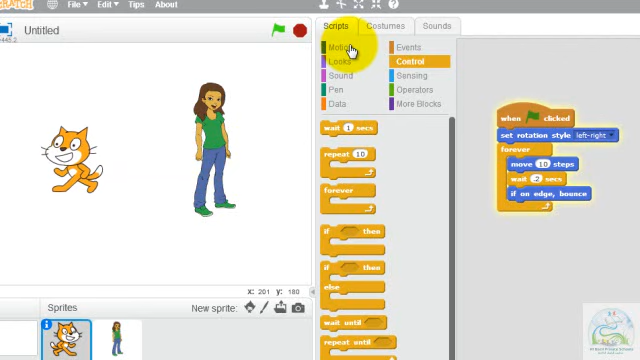 SCRATCH
File Edit Tips About
Untitled
Scripts Costumes Sounds
Motion Events
Looks Control
Sound Sensing
Pen Operators
Data More Blocks
wait 1 secs
repeat 10
forever
if then
if then
else
wait until
repeat until
when clicked
set rotation style left-right
forever
move 10 steps
wait .2 secs
if on edge, bounce
x: 201 y: 180
Sprites New sprite: